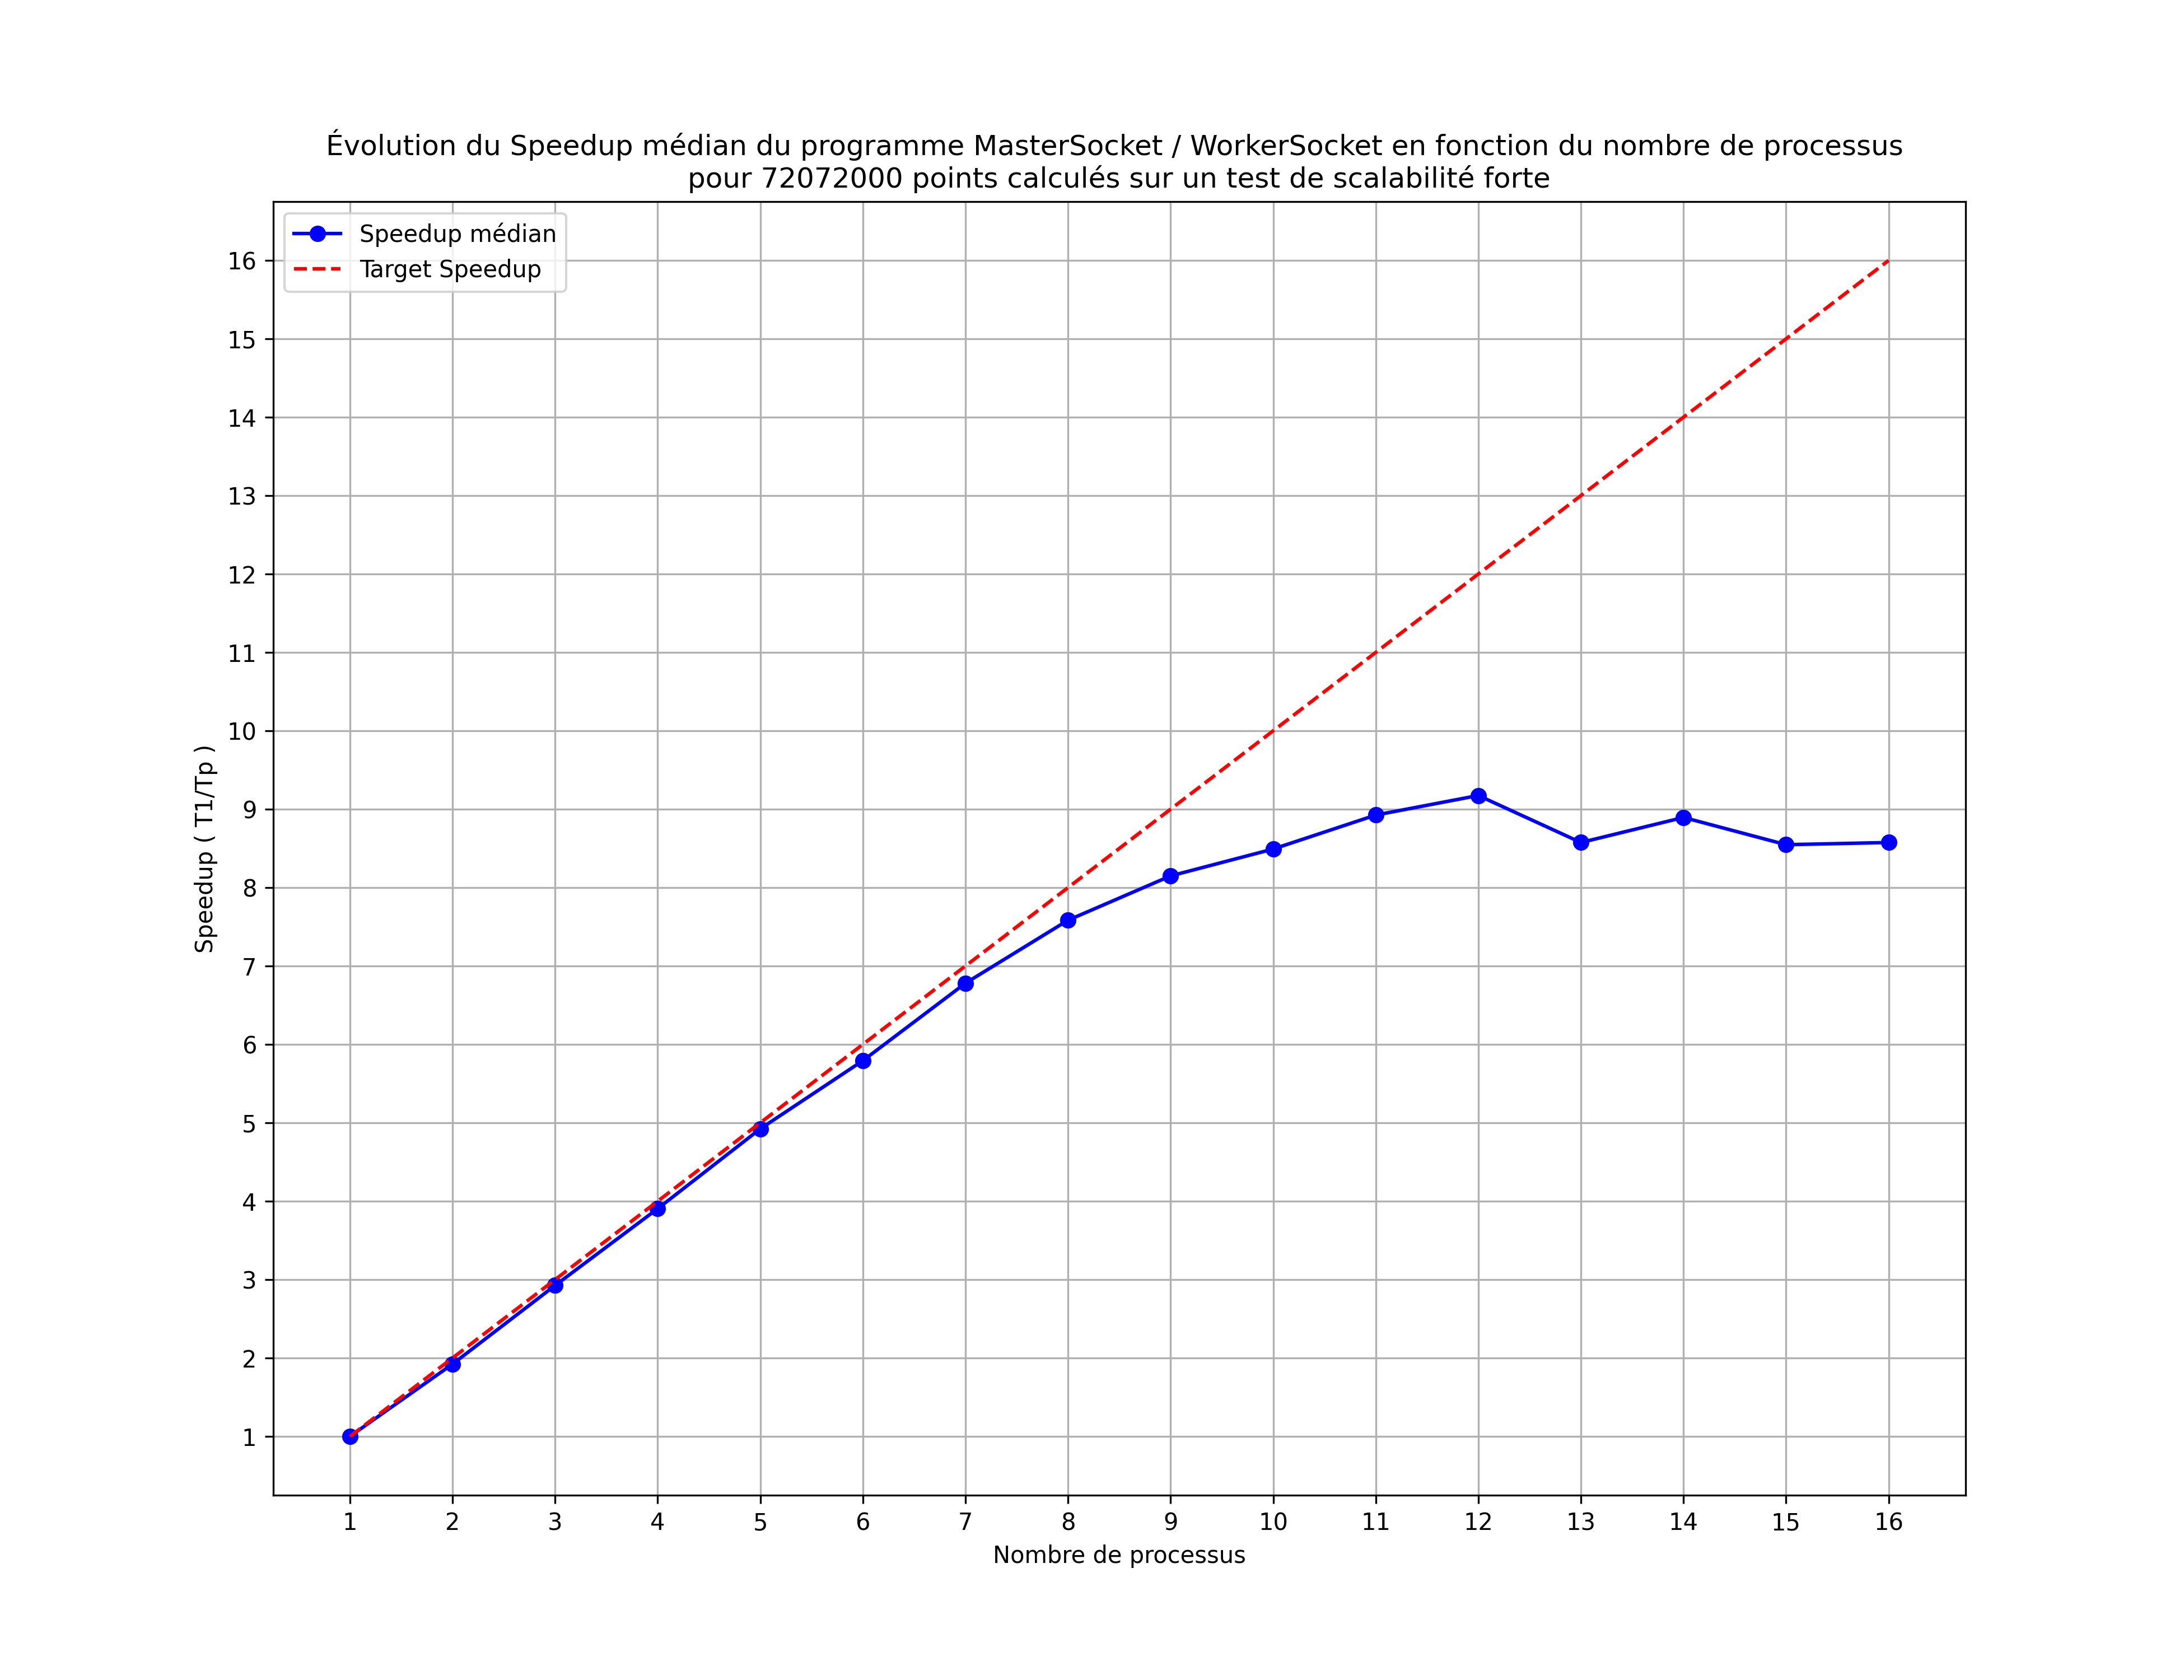 Évolution du Speedup médian du programme MasterSocket / WorkerSocket en fonction du nombre de processus
pour 72072000 points calculés sur un test de scalabilité forte
Speedup médian
Target Speedup
16
15
14
13
12
11
10
9
8
7
6
5
4
3
2
1
Speedup ( T1/Tp )
1 2 3 4 5 6 7 8 9 10 11 12 13 14 15 16
Nombre de processus